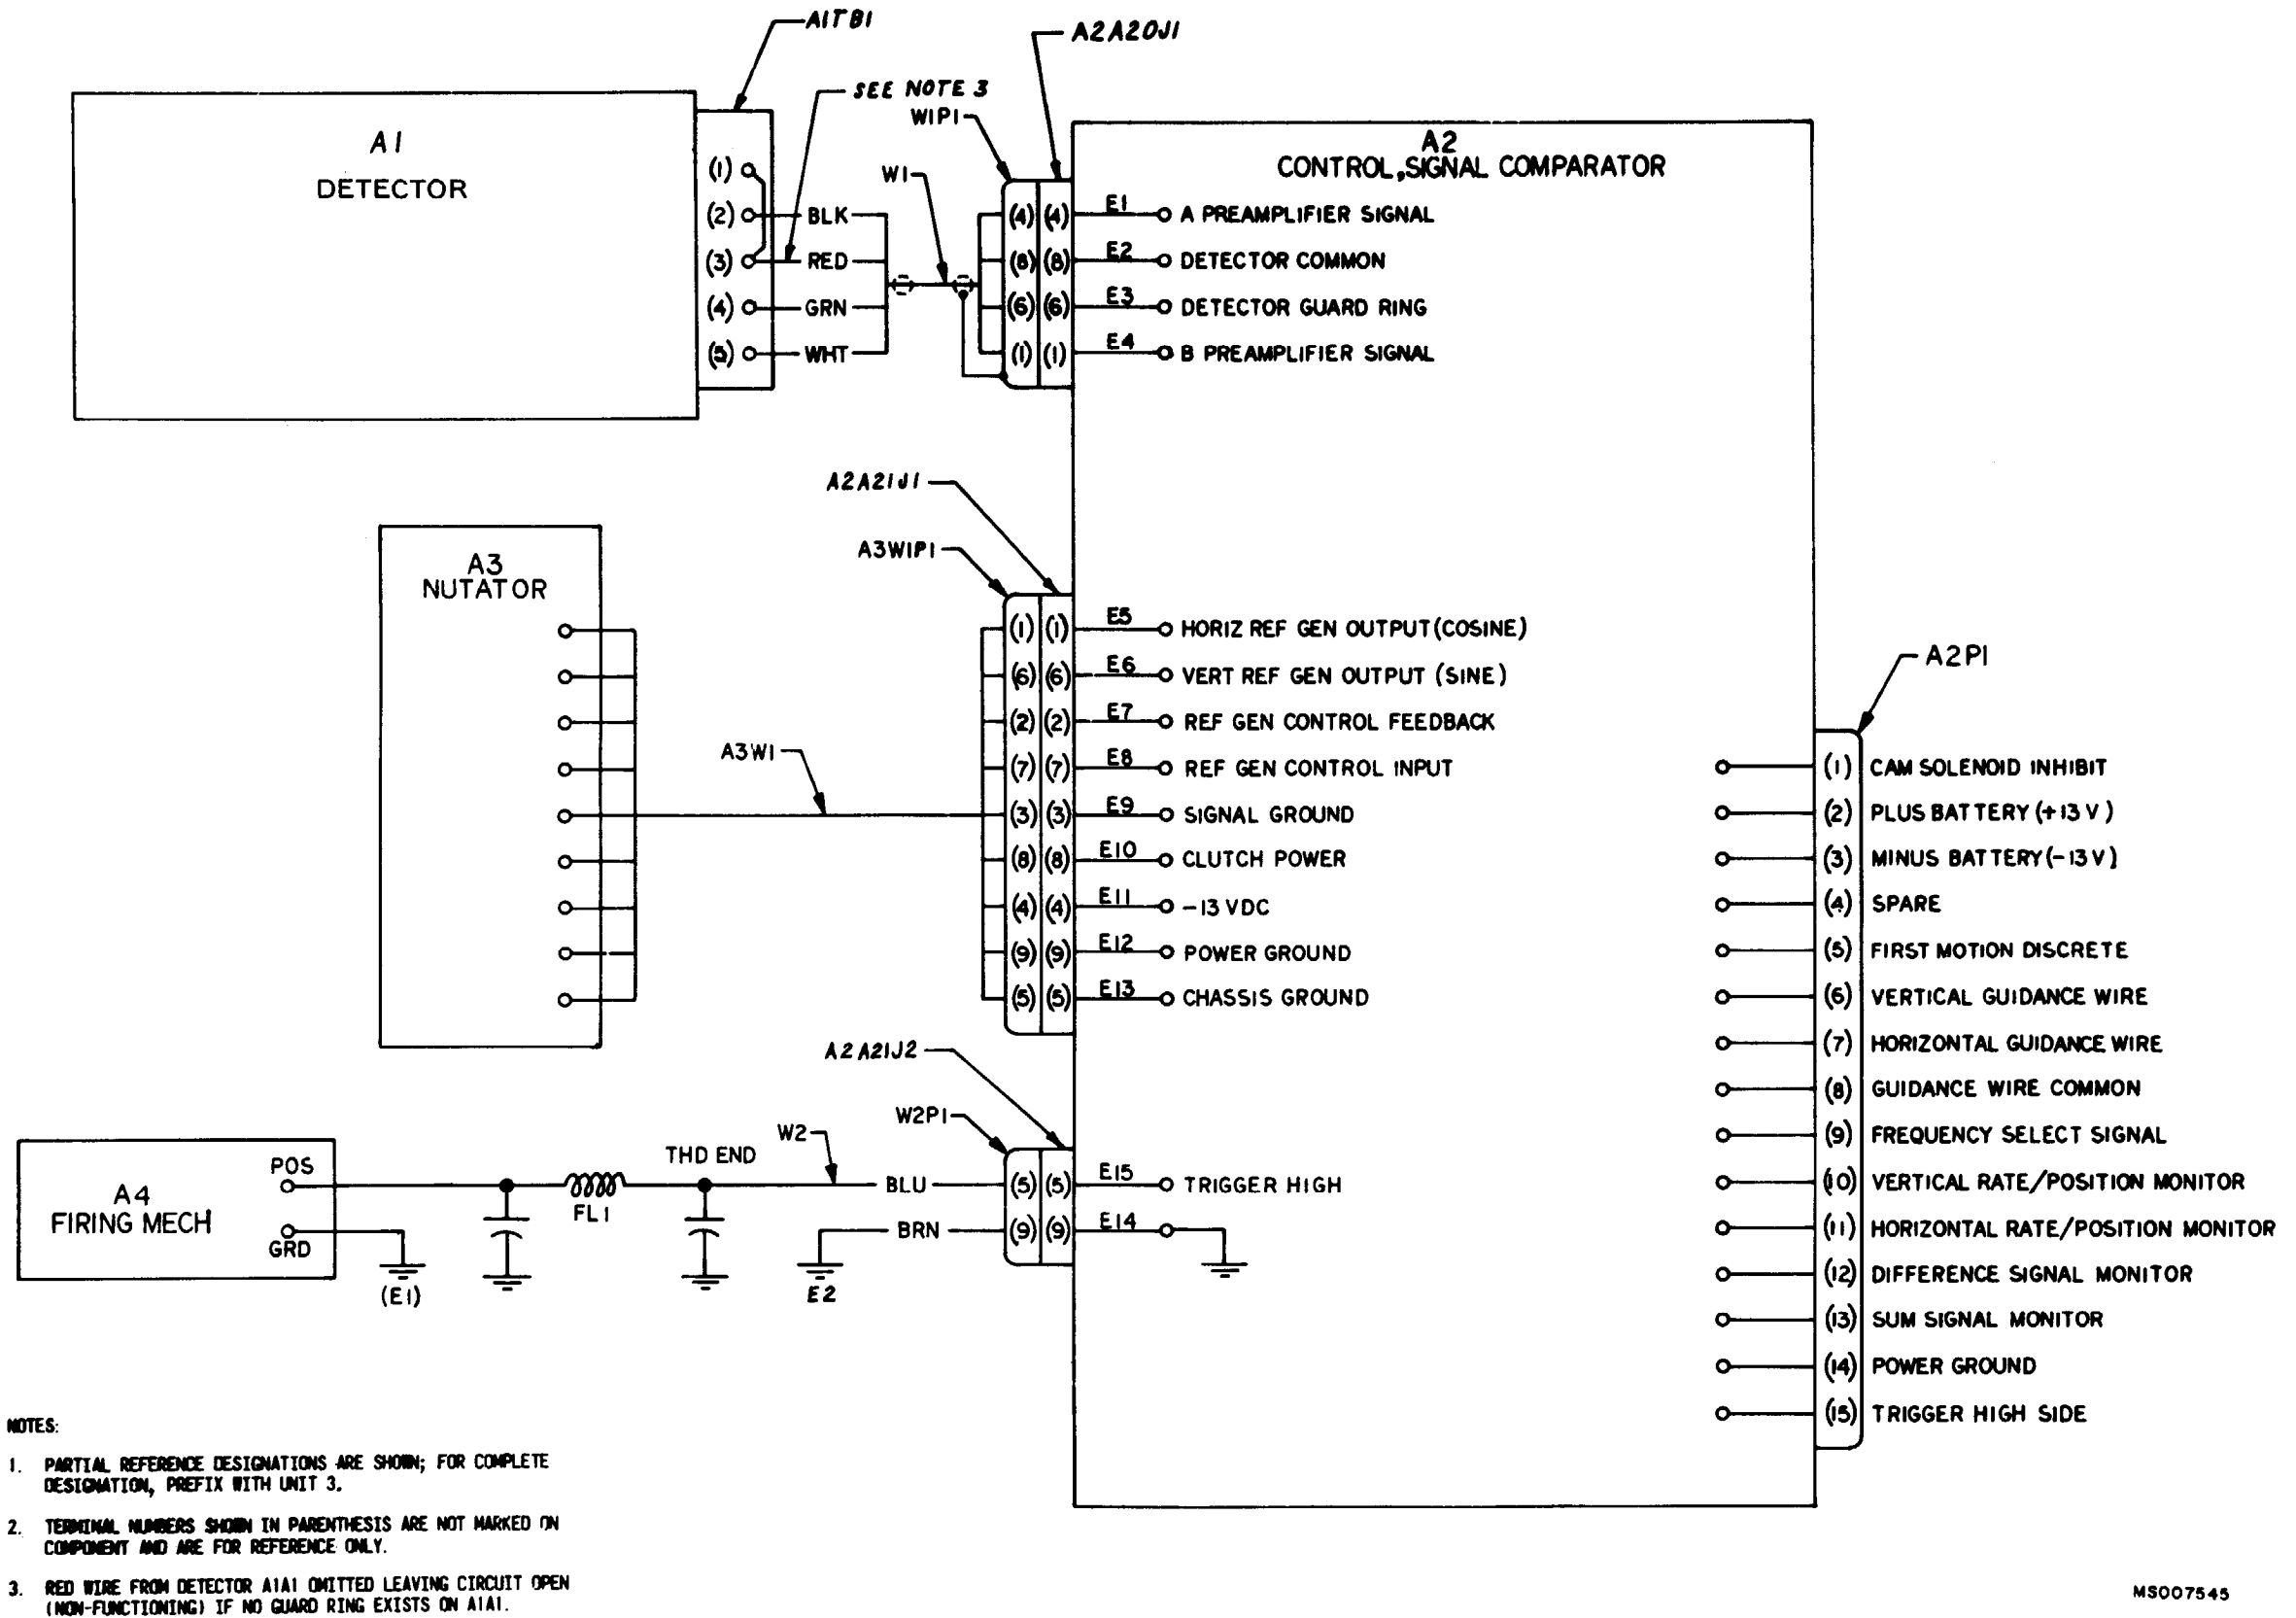 A1TB1
A2A20J1
SEE NOTE 3
W1P1
A1
DETECTOR
W1
A2
CONTROL,SIGNAL COMPARATOR
(1)
(2) BLK
(3) RED
(4) GRN
(5) WHT
(4) (4) E1 A PREAMPLIFIER SIGNAL
(8) (8) E2 DETECTOR COMMON
(6) (6) E3 DETECTOR GUARD RING
(1) (1) E4 B PREAMPLIFIER SIGNAL
A2A21J1
A3W1P1
A3
NUTATOR
A3W1
(1) (1) E5 HORIZ REF GEN OUTPUT (COSINE)
(6) (6) E6 VERT REF GEN OUTPUT (SINE)
(2) (2) E7 REF GEN CONTROL FEEDBACK
(7) (7) E8 REF GEN CONTROL INPUT
(3) (3) E9 SIGNAL GROUND
(8) (8) E10 CLUTCH POWER
(4) (4) E11 -13 VDC
(9) (9) E12 POWER GROUND
(5) (5) E13 CHASSIS GROUND
A2P1
(1) CAM SOLENOID INHIBIT
(2) PLUS BATTERY (+13 V)
(3) MINUS BATTERY (-13 V)
(4) SPARE
(5) FIRST MOTION DISCRETE
(6) VERTICAL GUIDANCE WIRE
(7) HORIZONTAL GUIDANCE WIRE
(8) GUIDANCE WIRE COMMON
(9) FREQUENCY SELECT SIGNAL
(10) VERTICAL RATE/POSITION MONITOR
(11) HORIZONTAL RATE/POSITION MONITOR
(12) DIFFERENCE SIGNAL MONITOR
(13) SUM SIGNAL MONITOR
(14) POWER GROUND
(15) TRIGGER HIGH SIDE
A2A21J2
W2P1
W2
THD END
A4
FIRING MECH
POS
GRD
(E1)
FL1
BLU (5) (5) E15 TRIGGER HIGH
BRN (9) (9) E14
E2
NOTES:
1. PARTIAL REFERENCE DESIGNATIONS ARE SHOWN; FOR COMPLETE
DESIGNATION, PREFIX WITH UNIT 3.
2. TERMINAL NUMBERS SHOWN IN PARENTHESIS ARE NOT MARKED ON
COMPONENT AND ARE FOR REFERENCE ONLY.
3. RED WIRE FROM DETECTOR A1A1 OMITTED LEAVING CIRCUIT OPEN
(NON-FUNCTIONING) IF NO GUARD RING EXISTS ON A1A1.
MS007545